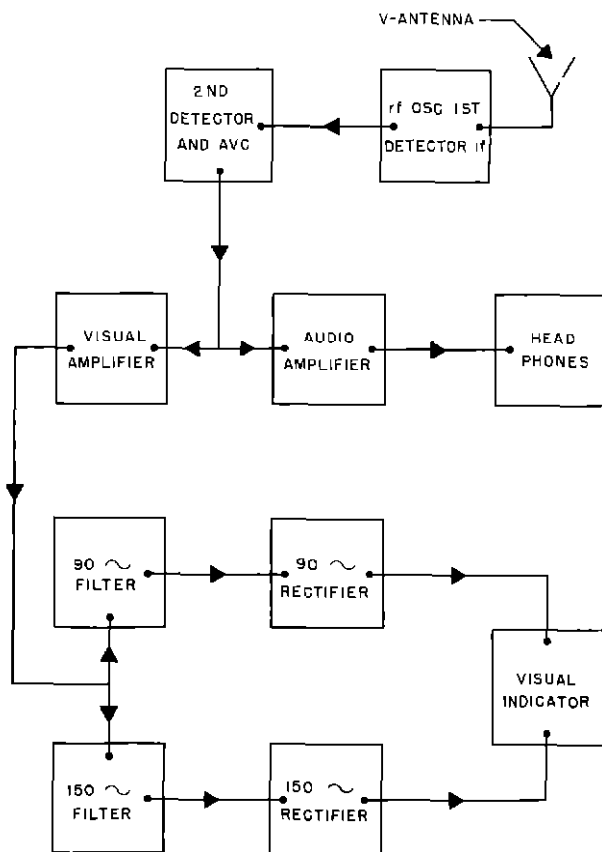 V-ANTENNA
2ND
DETECTOR
AND AVC
rf OSC 1ST
DETECTOR if
VISUAL
AMPLIFIER
AUDIO
AMPLIFIER
HEAD
PHONES
90 ~
FILTER
90 ~
RECTIFIER
VISUAL
INDICATOR
150 ~
FILTER
150 ~
RECTIFIER